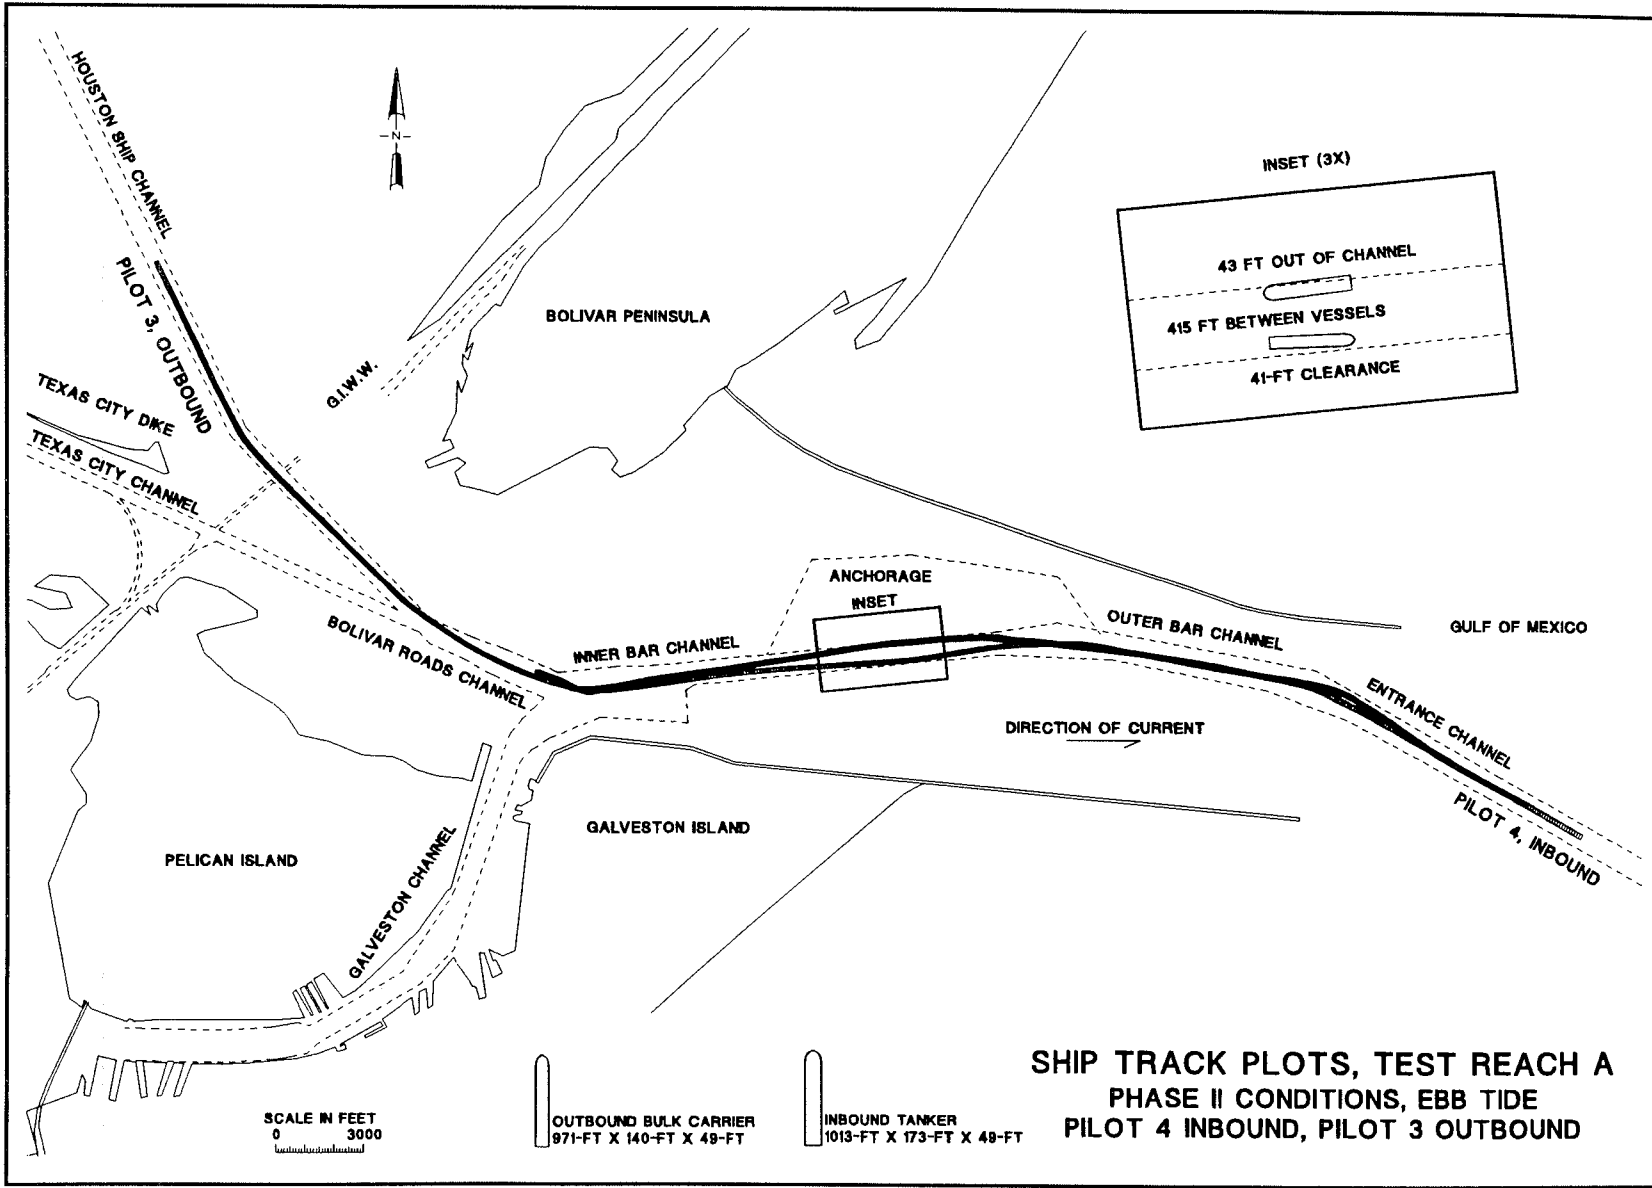 HOUSTON SHIP CHANNEL
N
INSET (3X)
43 FT OUT OF CHANNEL
415 FT BETWEEN VESSELS
41-FT CLEARANCE
PILOT 3, OUTBOUND
BOLIVAR PENINSULA
G.I.W.W.
TEXAS CITY DIKE
TEXAS CITY CHANNEL
ANCHORAGE
INSET
OUTER BAR CHANNEL
GULF OF MEXICO
BOLIVAR ROADS CHANNEL
INNER BAR CHANNEL
ENTRANCE CHANNEL
DIRECTION OF CURRENT
PILOT 4, INBOUND
GALVESTON ISLAND
PELICAN ISLAND
GALVESTON CHANNEL
SCALE IN FEET
0 3000
OUTBOUND BULK CARRIER
971-FT X 140-FT X 49-FT
INBOUND TANKER
1013-FT X 173-FT X 49-FT
SHIP TRACK PLOTS, TEST REACH A
PHASE II CONDITIONS, EBB TIDE
PILOT 4 INBOUND, PILOT 3 OUTBOUND